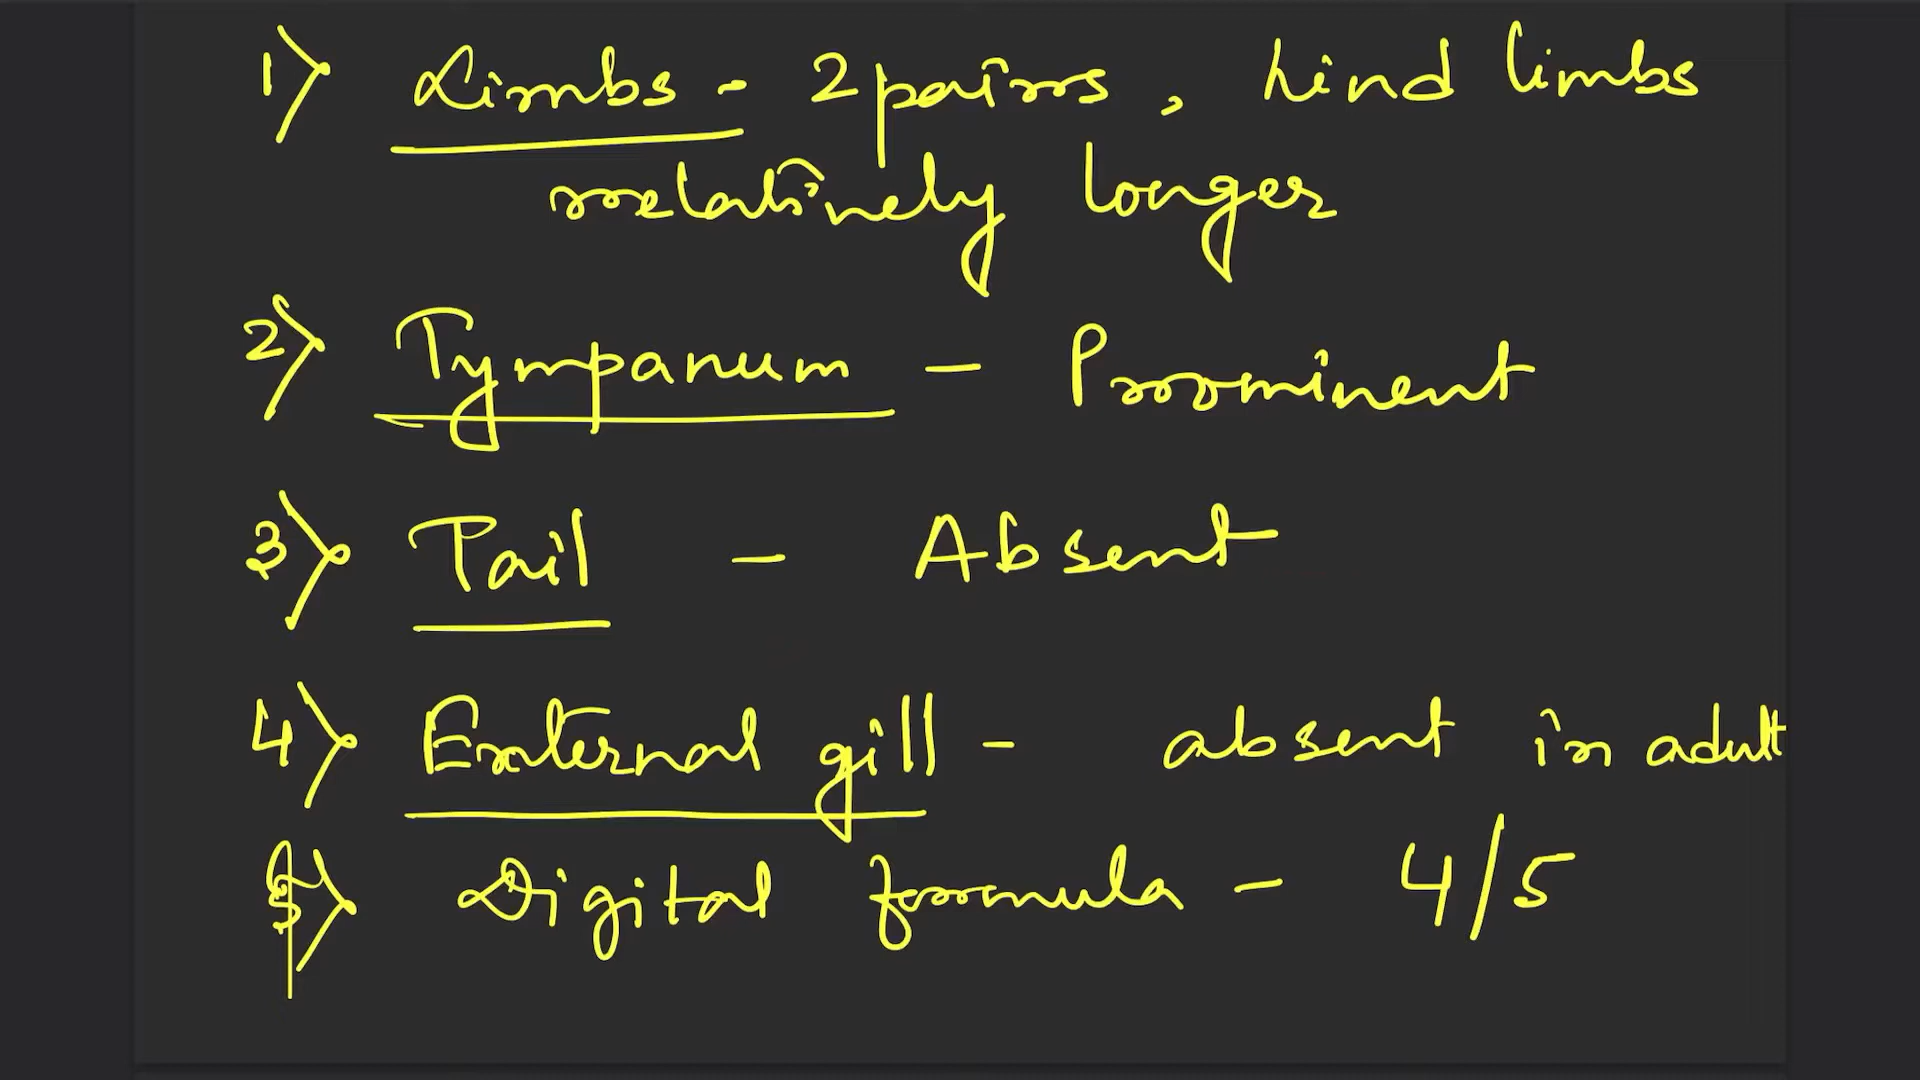 1) Limbs - 2 pairs, hind limbs
relatively longer
2) Tympanum - Prominent
3) Tail - Absent
4) External gill - absent in adult
5) Digital formula - 4/5